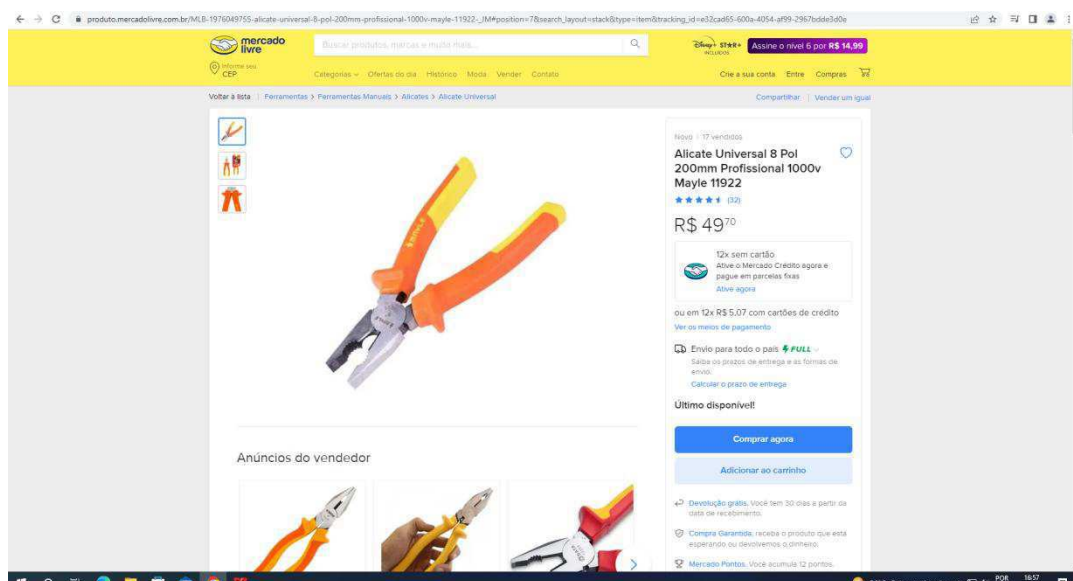 produto.mercadolivre.com.br/MLB-1976049755-alicate-universal-8-pol-200mm-profissional-1000v-mayle-11922-_JM#position=7&search_layout=stack&type=item&tracking_id=e32cad65-600a-4054-af99-2967bdde3d0e
mercado
livre
Buscar produtos, marcas e muito mais...
Disney+ STAR+
INCLUÍDOS
Assine o nível 6 por R$ 14,99
Informe seu
CEP
Categorias Ofertas do dia Histórico Moda Vender Contato
Crie a sua conta Entre Compras
Voltar à lista | Ferramentas > Ferramentas Manuais > Alicates > Alicate Universal
Compartilhar | Vender um igual
Novo | 17 vendidos
Alicate Universal 8 Pol
200mm Profissional 1000v
Mayle 11922
(32)
R$ 49 70
12x sem cartão
Ative o Mercado Crédito agora e
pague em parcelas fixas
Ative agora
ou em 12x R$ 5,07 com cartões de crédito
Ver os meios de pagamento
Envio para todo o país FULL
Saiba os prazos de entrega e as formas de
envio.
Calcular o prazo de entrega
Último disponível!
Comprar agora
Adicionar ao carrinho
Devolução grátis. Você tem 30 dias a partir da
data de recebimento.
Compra Garantida, receba o produto que está
esperando ou devolvemos o dinheiro.
Mercado Pontos. Você acumula 12 pontos.
Anúncios do vendedor
POR
16:57